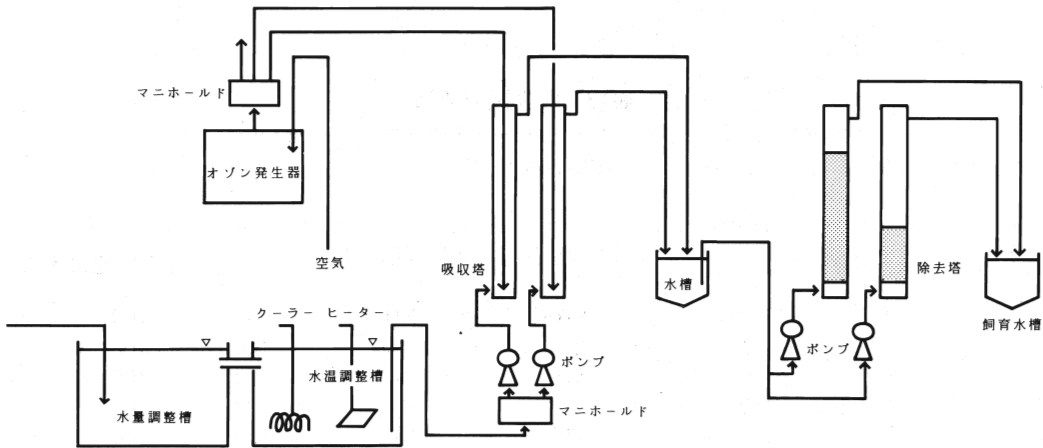 マニホールド
オゾン発生器
空気
吸収塔
水槽
除去塔
飼育水槽
クーラー ヒーター
ポンプ
ポンプ
水温調整槽
水量調整槽
マニホールド